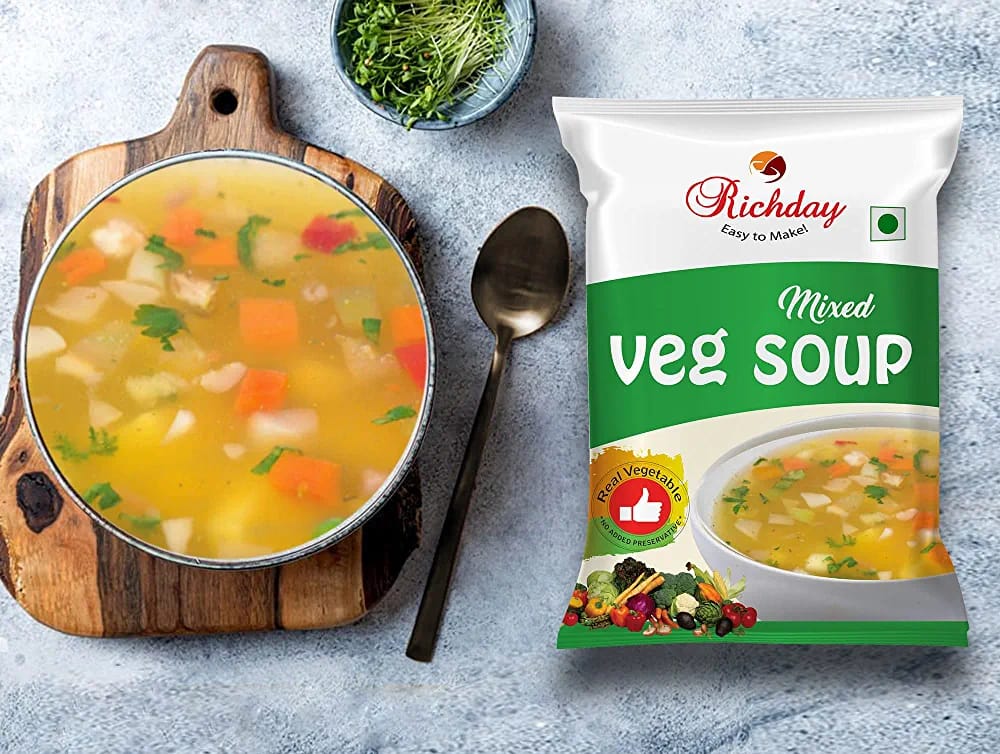 Richday
Easy to Make!
Mixed
veg soup
Real Vegetable
*NO ADDED PRESERVATIVE*